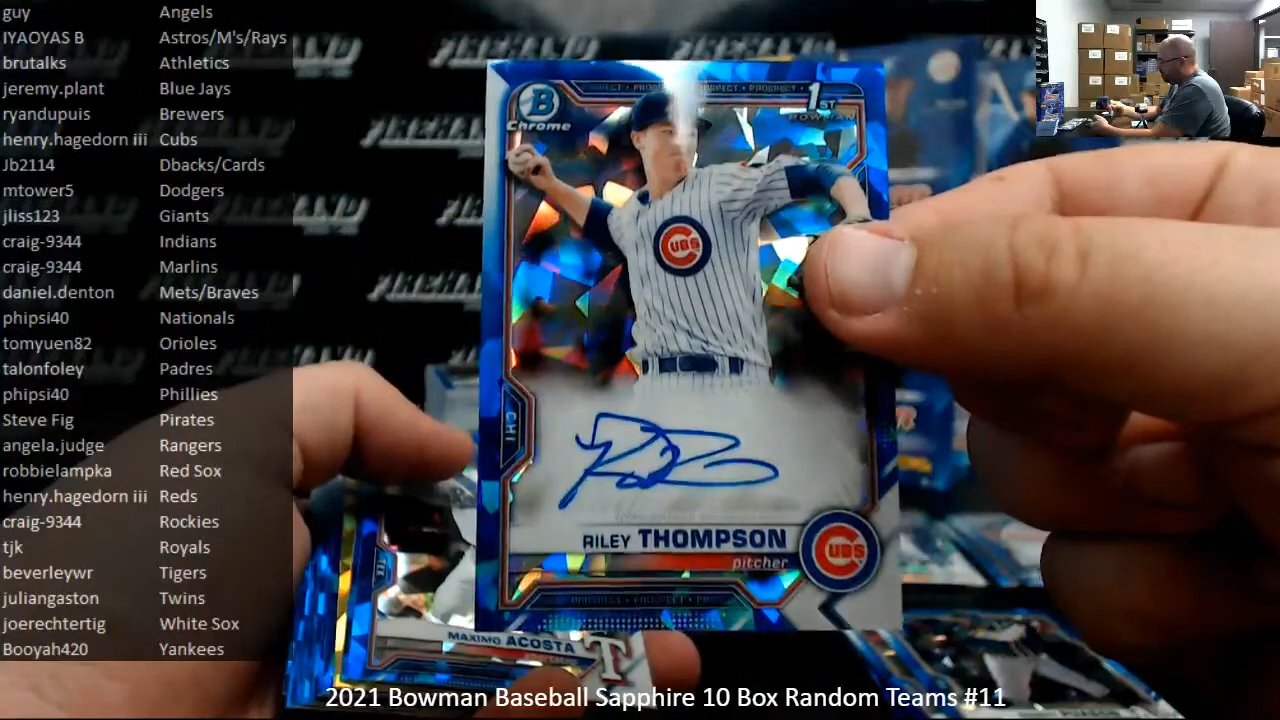 guy Angels
IYAOYAS B Astros/M's/Rays
brutalks Athletics
jeremy.plant Blue Jays
ryandupuis Brewers
henry.hagedorn iii Cubs
Jb2114 Dbacks/Cards
mtower5 Dodgers
jliss123 Giants
craig-9344 Indians
craig-9344 Marlins
daniel.denton Mets/Braves
phipsi40 Nationals
tomyuen82 Orioles
talonfoley Padres
phipsi40 Phillies
Steve Fig Pirates
angela.judge Rangers
robbielampka Red Sox
henry.hagedorn iii Reds
craig-9344 Rockies
tjk Royals
beverleywr Tigers
juliangaston Twins
joerechtertig White Sox
Booyah420 Yankees
PROSPECT
B
Chrome
1ST
BOWMAN
CUBS
CHI
RILEY THOMPSON
pitcher
CUBS
TEX
MAXIMO ACOSTA
T
FIREHAND
2021 Bowman Baseball Sapphire 10 Box Random Teams #11